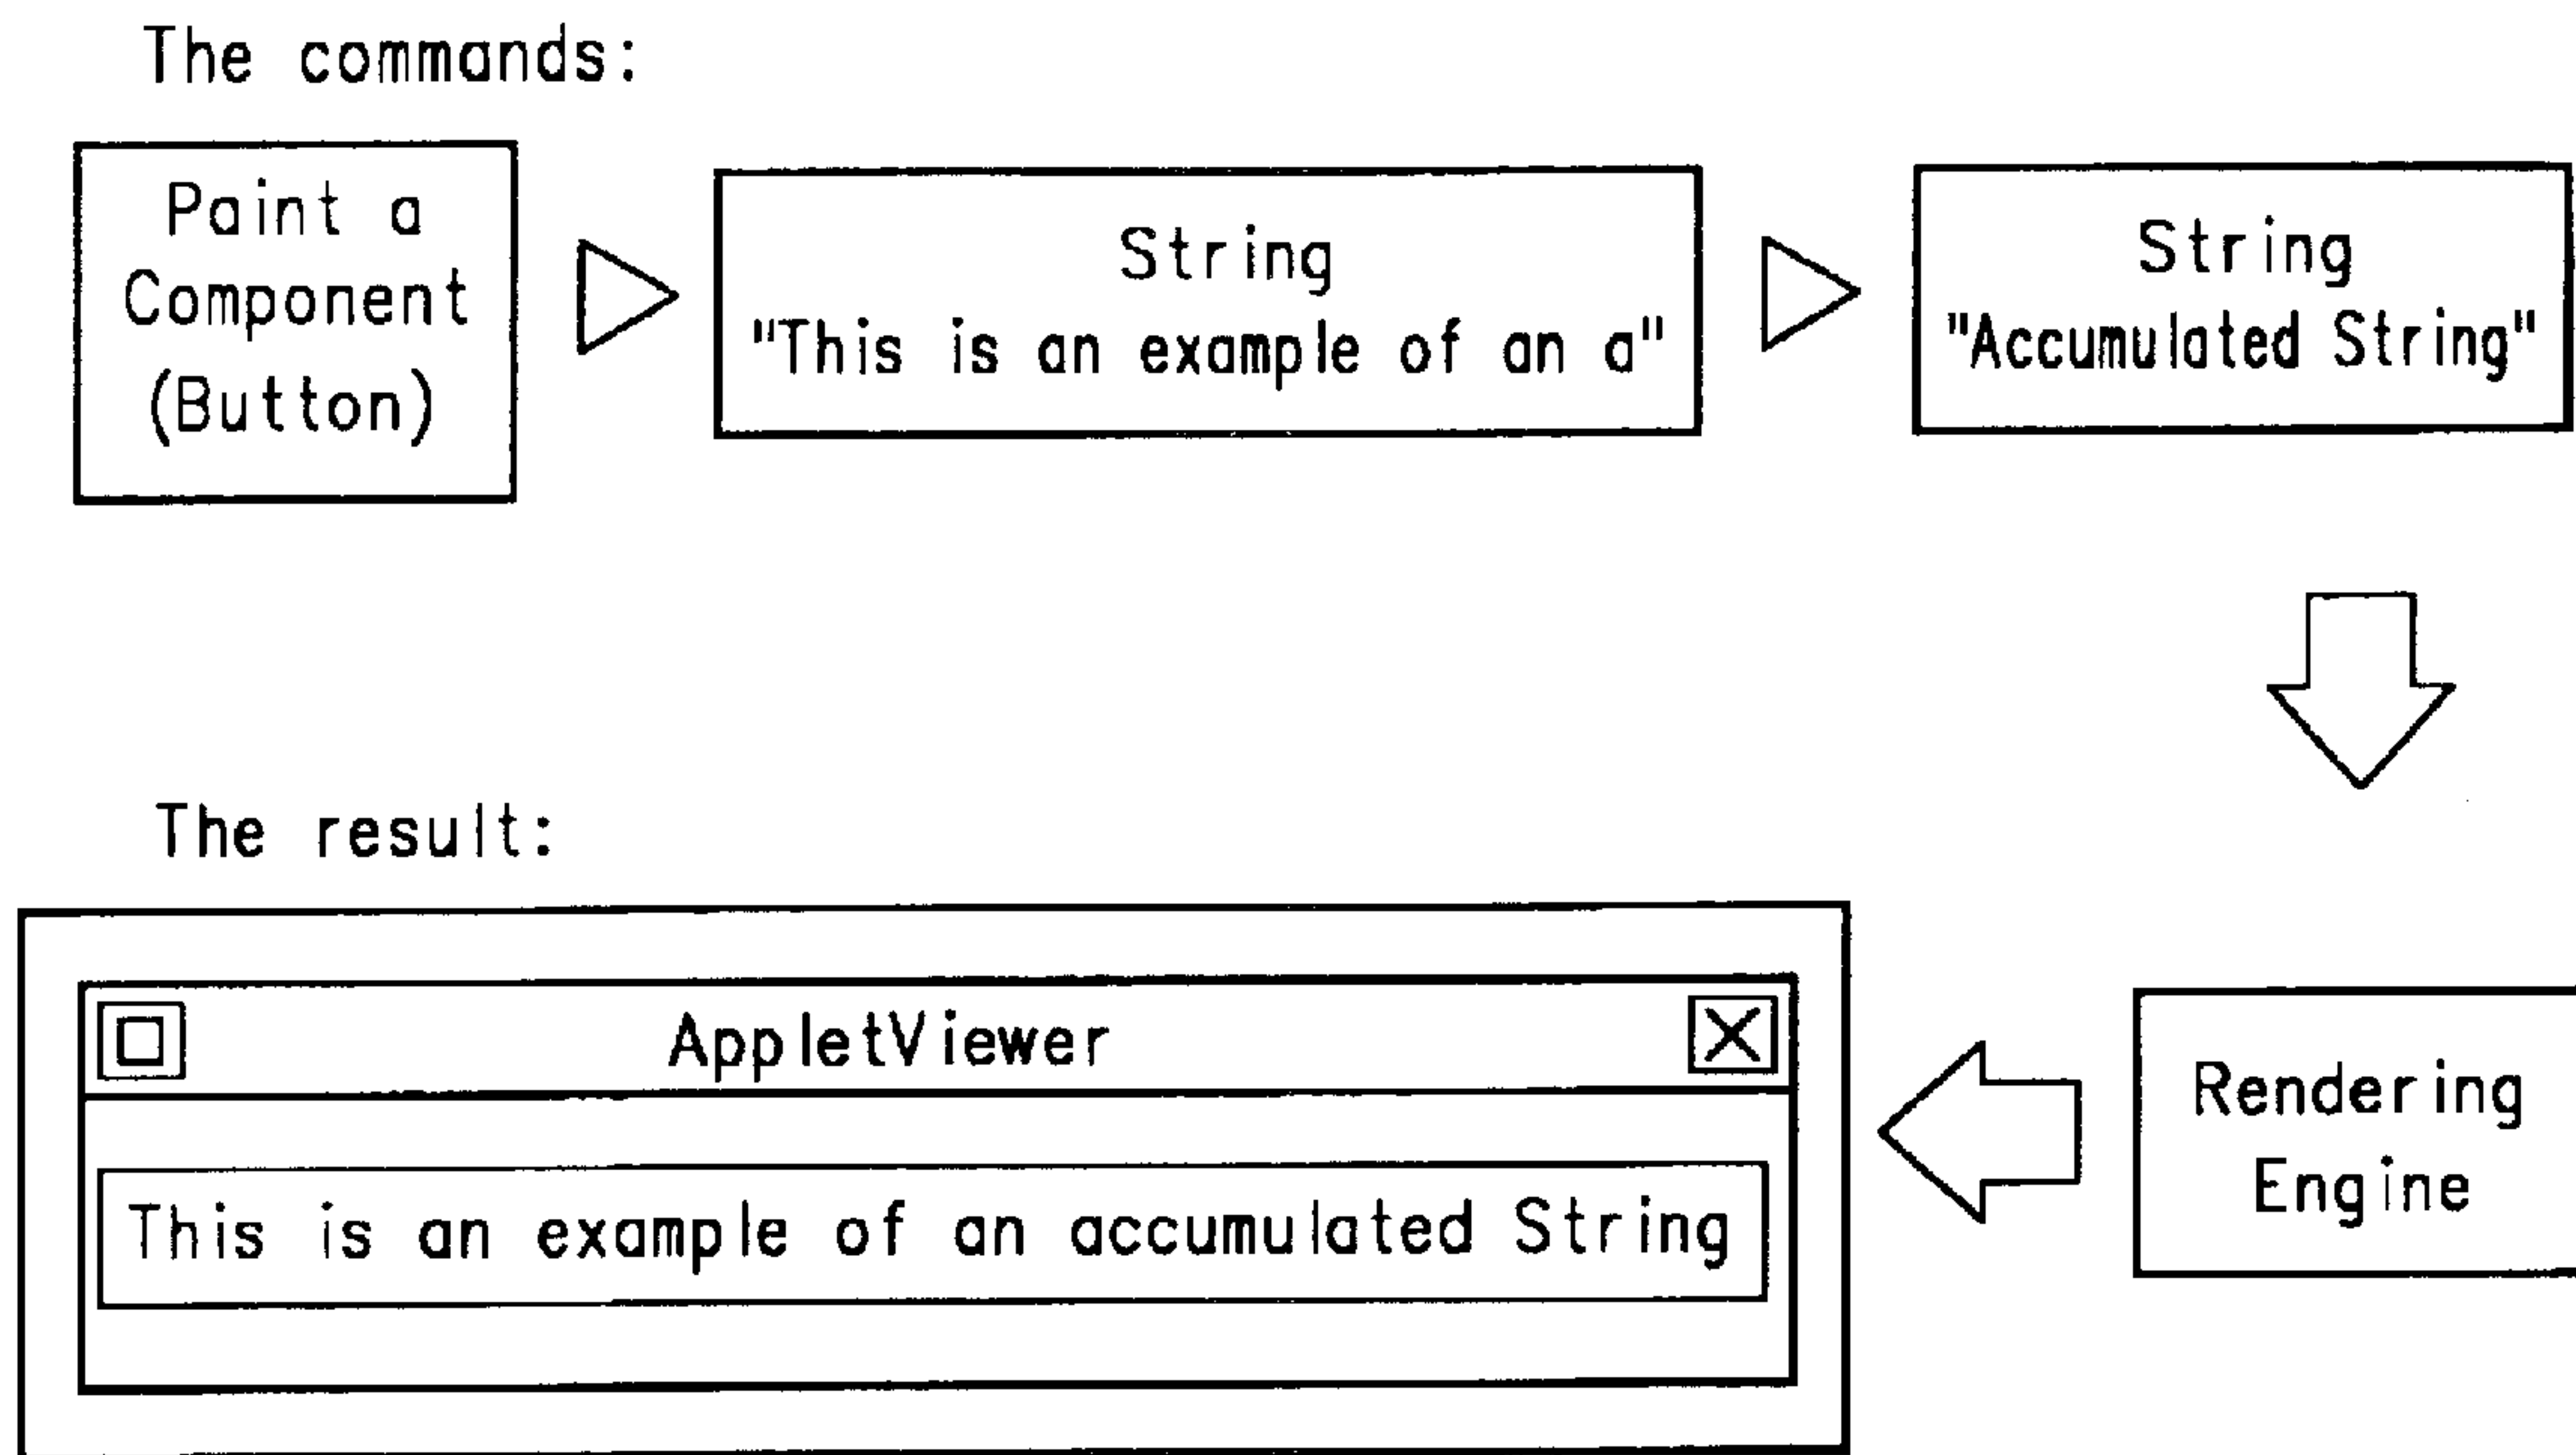 The commands:
Paint a
Component
(Button)
String
"This is an example of an a"
String
"Accumulated String"
The result:
AppletViewer
This is an example of an accumulated String
Rendering
Engine